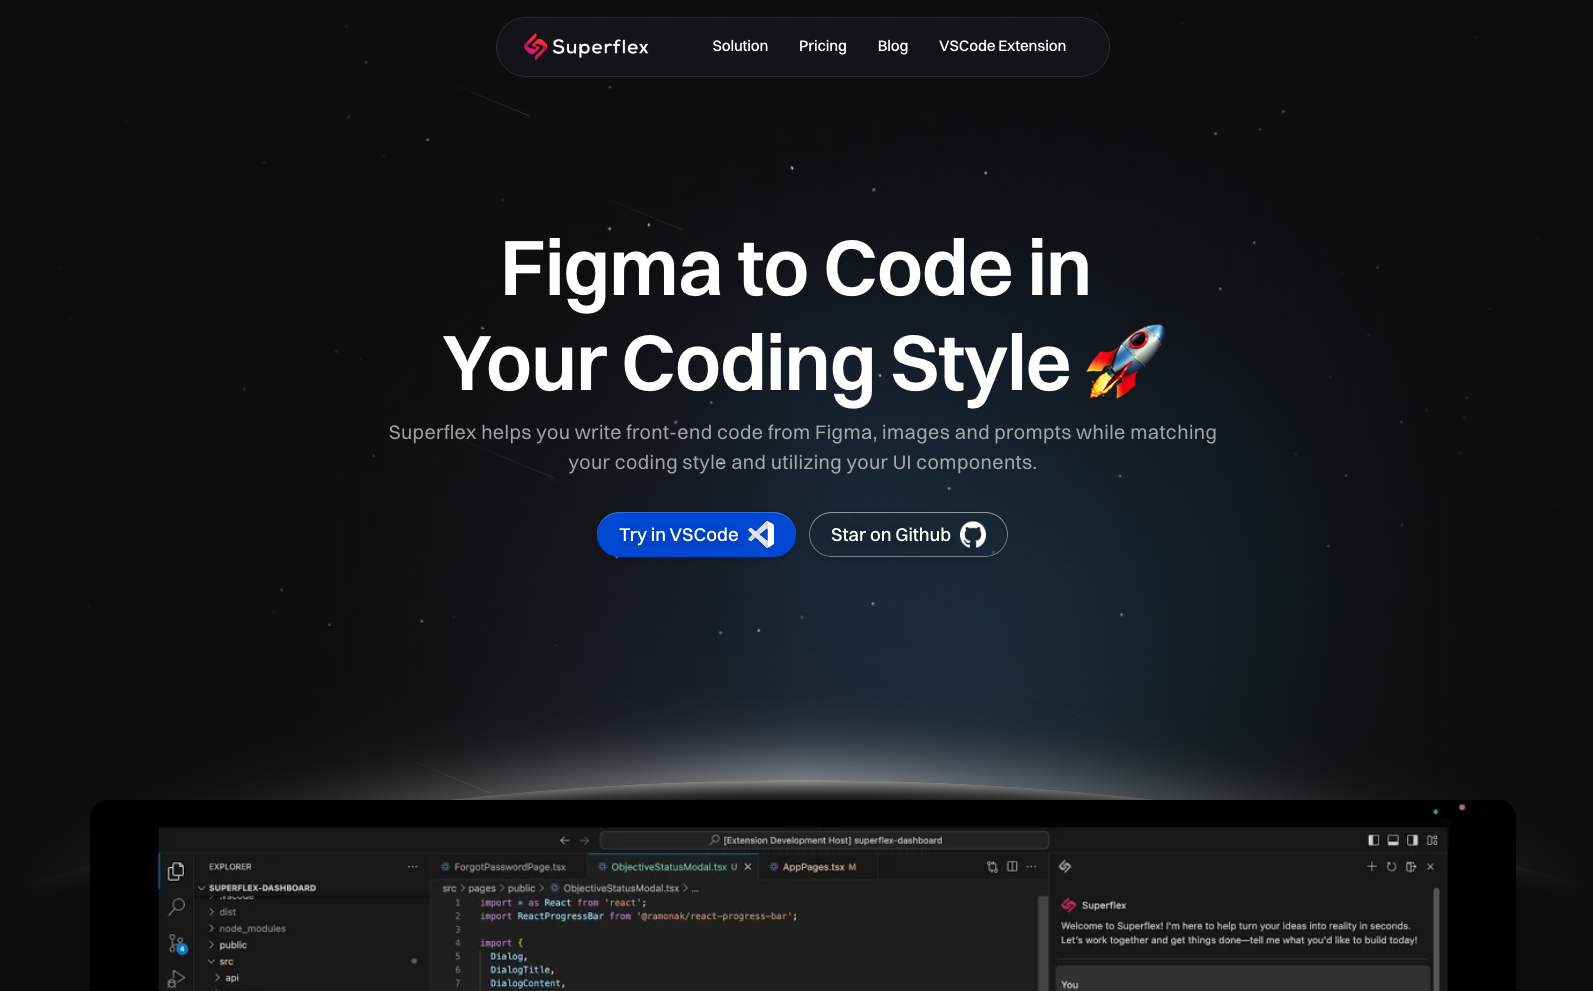 Superflex Solution Pricing Blog VSCode Extension
Figma to Code in
Your Coding Style 🚀
Superflex helps you write front-end code from Figma, images and prompts while matching
your coding style and utilizing your UI components.
Try in VSCode
Star on Github
[Extension Development Host] superflex-dashboard
EXPLORER
SUPERFLEX-DASHBOARD
.vscode
dist
node_modules
public
src
api
4
ForgotPasswordPage.tsx
ObjectiveStatusModal.tsx U
AppPages.tsx M
src > pages > public > ObjectiveStatusModal.tsx > ...
1 import * as React from 'react';
2 import ReactProgressBar from '@ramonak/react-progress-bar';
3
4 import {
5 Dialog,
6 DialogTitle,
7 DialogContent,
Superflex
Welcome to Superflex! I'm here to help turn your ideas into reality in seconds.
Let's work together and get things done—tell me what you'd like to build today!
You